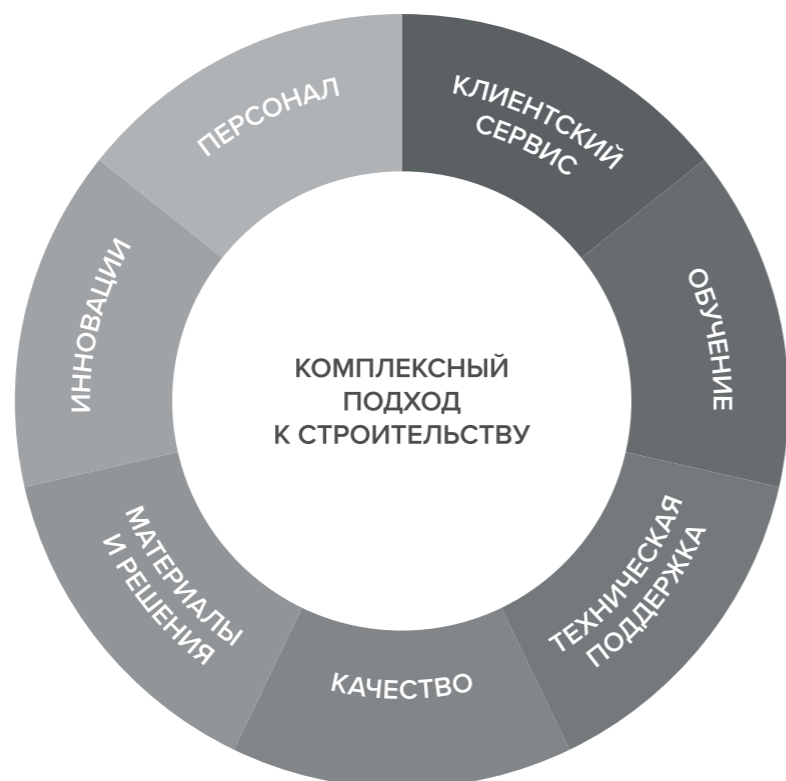 КЛИЕНТСКИЙ
СЕРВИС
ОБУЧЕНИЕ
ТЕХНИЧЕСКАЯ
ПОДДЕРЖКА
КАЧЕСТВО
МАТЕРИАЛЫ
И РЕШЕНИЯ
ИННОВАЦИИ
ПЕРСОНАЛ
КОМПЛЕКСНЫЙ
ПОДХОД
К СТРОИТЕЛЬСТВУ